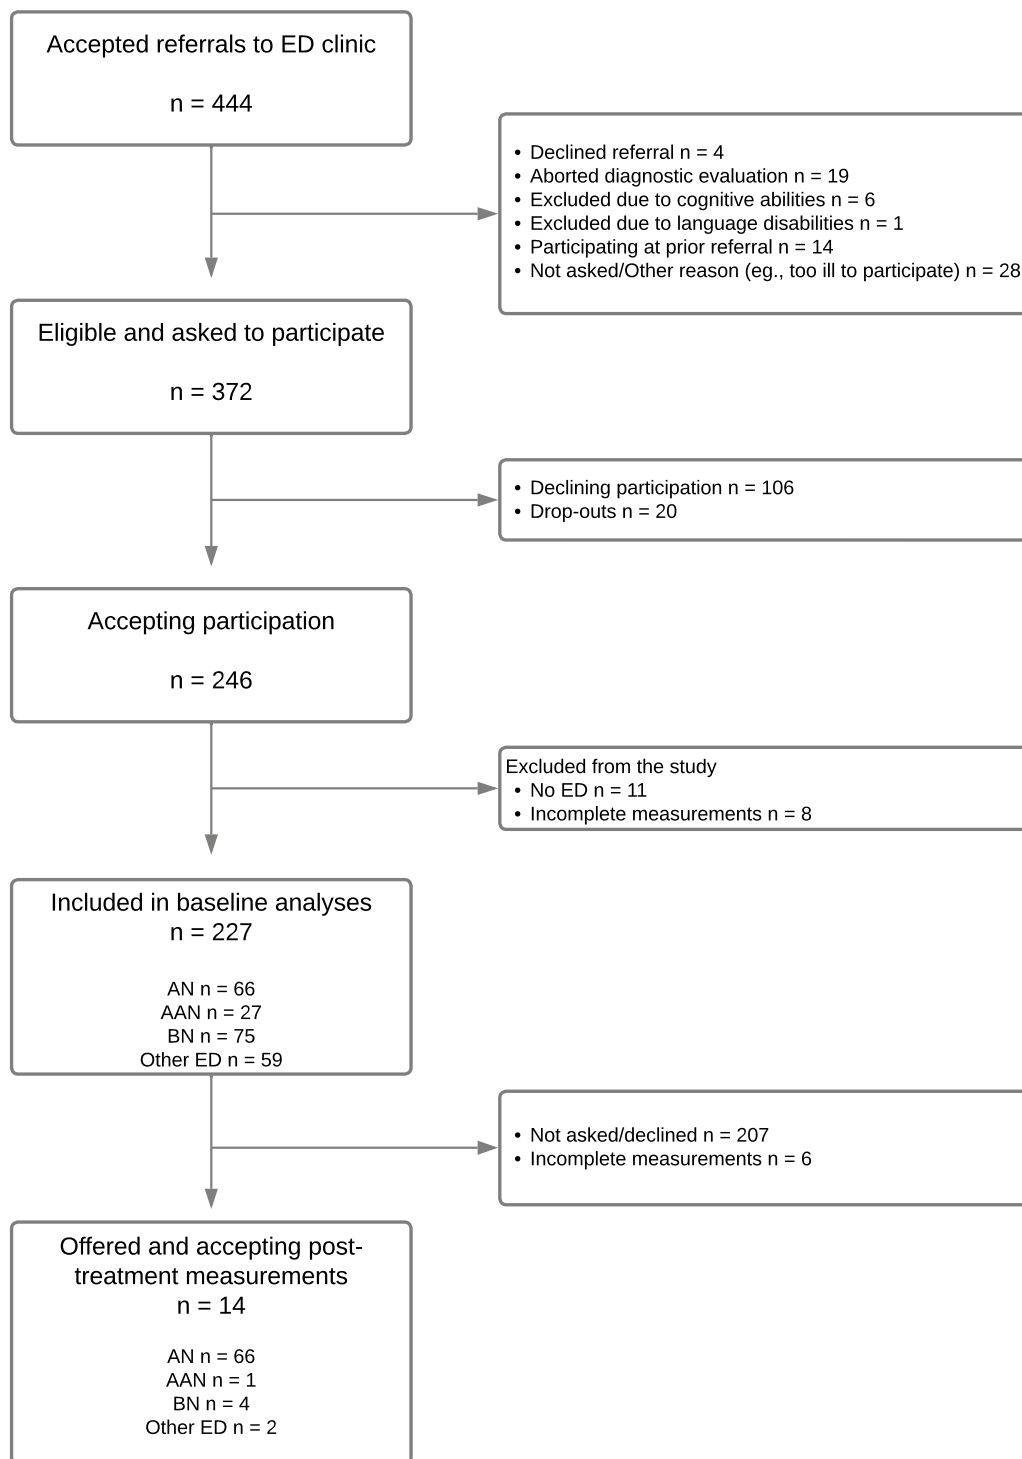 Accepted referrals to ED clinic
n = 444
• Declined referral n = 4
• Aborted diagnostic evaluation n = 19
• Excluded due to cognitive abilities n = 6
• Excluded due to language disabilities n = 1
• Participating at prior referral n = 14
• Not asked/Other reason (eg., too ill to participate) n = 28
Eligible and asked to participate
n = 372
• Declining participation n = 106
• Drop-outs n = 20
Accepting participation
n = 246
Excluded from the study
• No ED n = 11
• Incomplete measurements n = 8
Included in baseline analyses
n = 227
AN n = 66
AAN n = 27
BN n = 75
Other ED n = 59
• Not asked/declined n = 207
• Incomplete measurements n = 6
Offered and accepting post-
treatment measurements
n = 14
AN n = 66
AAN n = 1
BN n = 4
Other ED n = 2